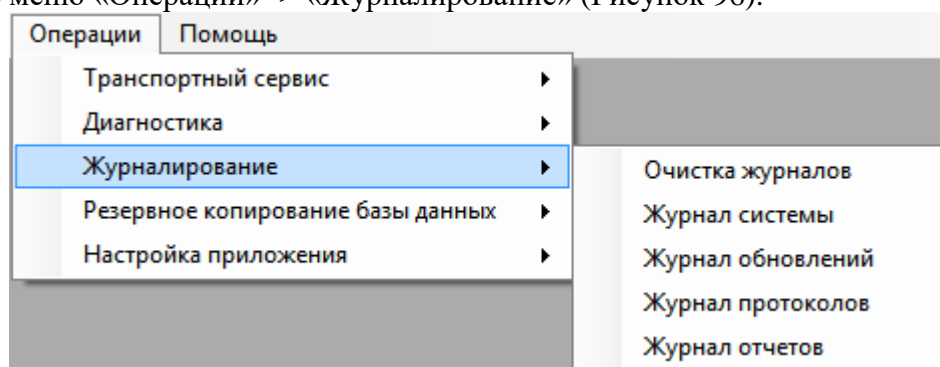 меню «Операции» -> «Журналирование» (Рисунок 98).
Операции Помощь
Транспортный сервис
Диагностика
Журналирование
Очистка журналов
Резервное копирование базы данных
Журнал системы
Настройка приложения
Журнал обновлений
Журнал протоколов
Журнал отчетов